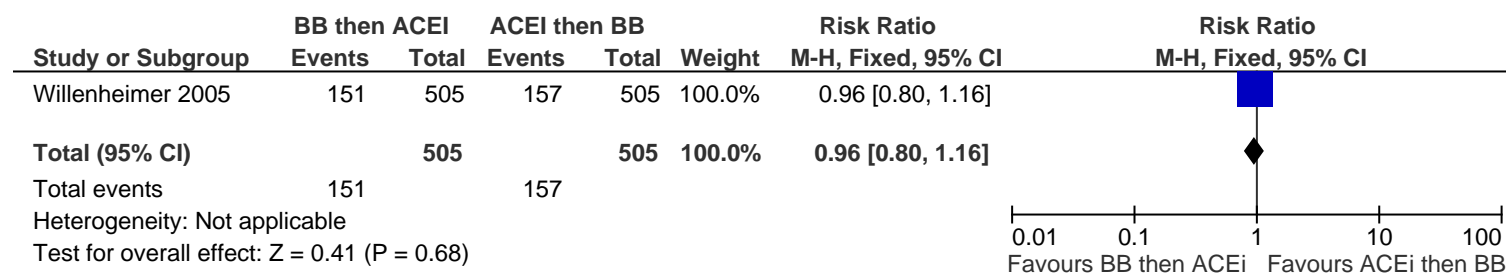 BB then ACEI ACEI then BB Risk Ratio Risk Ratio
Study or Subgroup Events Total Events Total Weight M-H, Fixed, 95% CI M-H, Fixed, 95% CI
Willenheimer 2005 151 505 157 505 100.0% 0.96 [0.80, 1.16]
Total (95% CI) 505 505 100.0% 0.96 [0.80, 1.16]
Total events 151 157
Heterogeneity: Not applicable
Test for overall effect: Z = 0.41 (P = 0.68)
0.01 0.1 1 10 100
Favours BB then ACEi Favours ACEi then BB